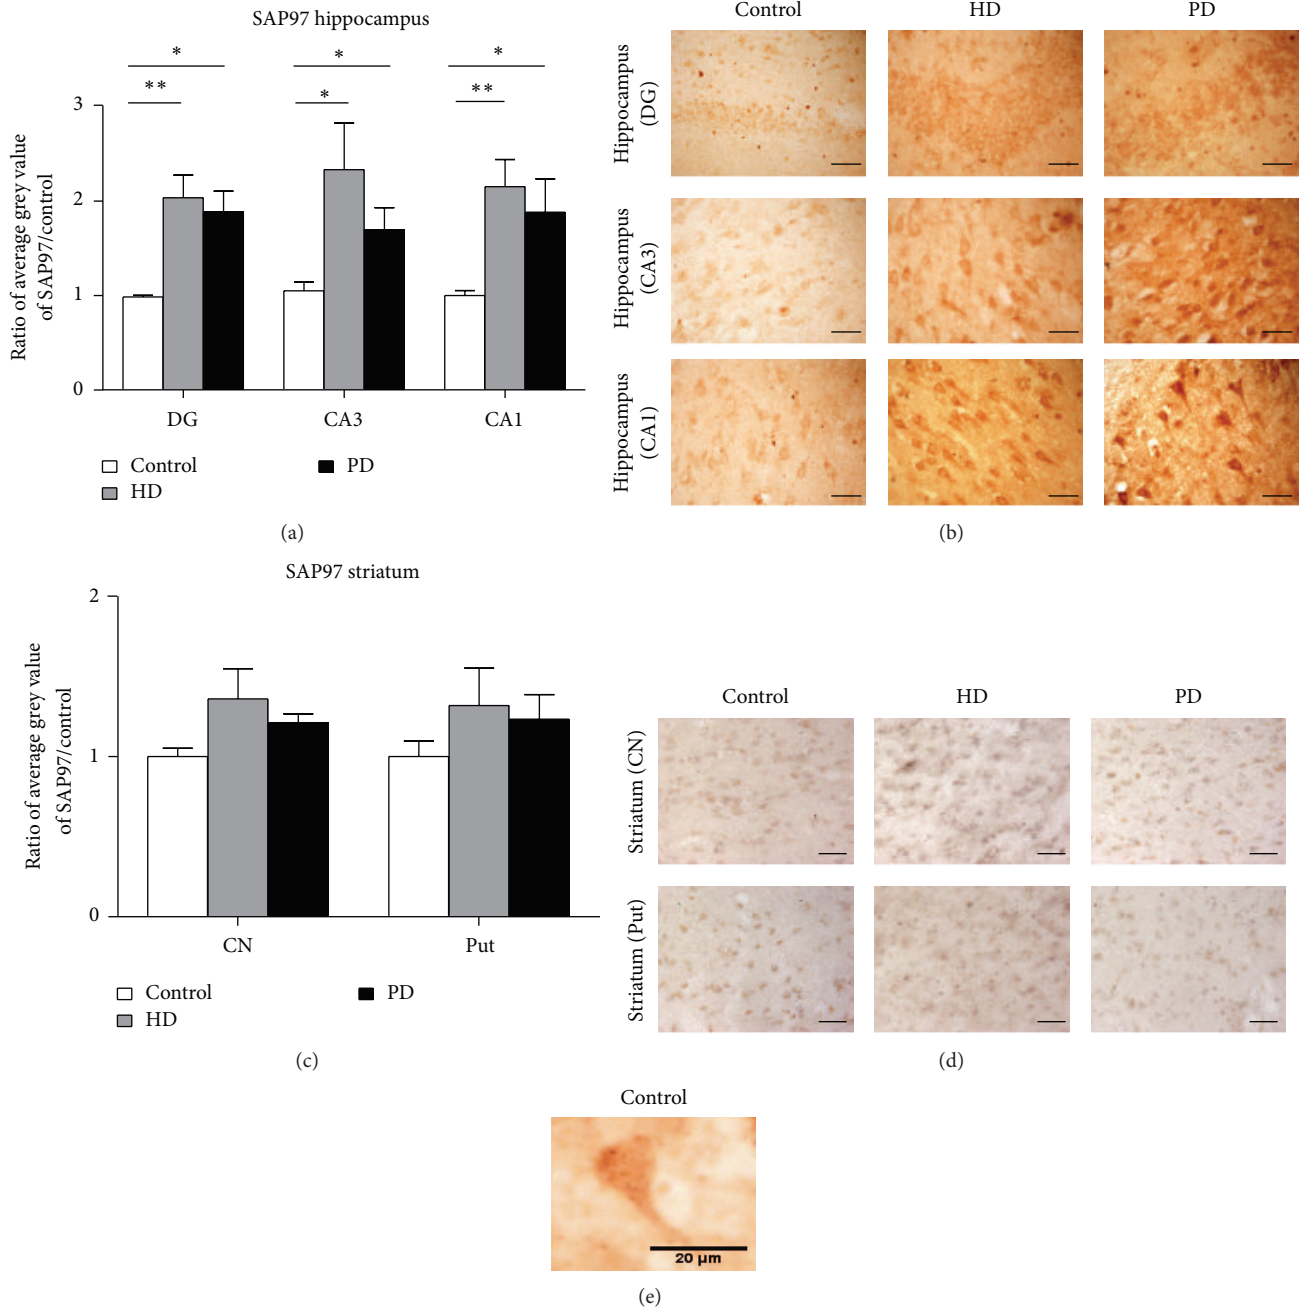 SAP97 hippocampus
* * *
** * **
Ratio of average grey value
of SAP97/control
3
2
1
0
DG CA3 CA1
Control PD
HD
(a)
Control HD PD
Hippocampus
(DG)
Hippocampus
(CA3)
Hippocampus
(CA1)
(b)
SAP97 striatum
Ratio of average grey value
of SAP97/control
2
1
0
CN Put
Control PD
HD
(c)
Control HD PD
Striatum (CN)
Striatum (Put)
(d)
Control
20 µm
(e)